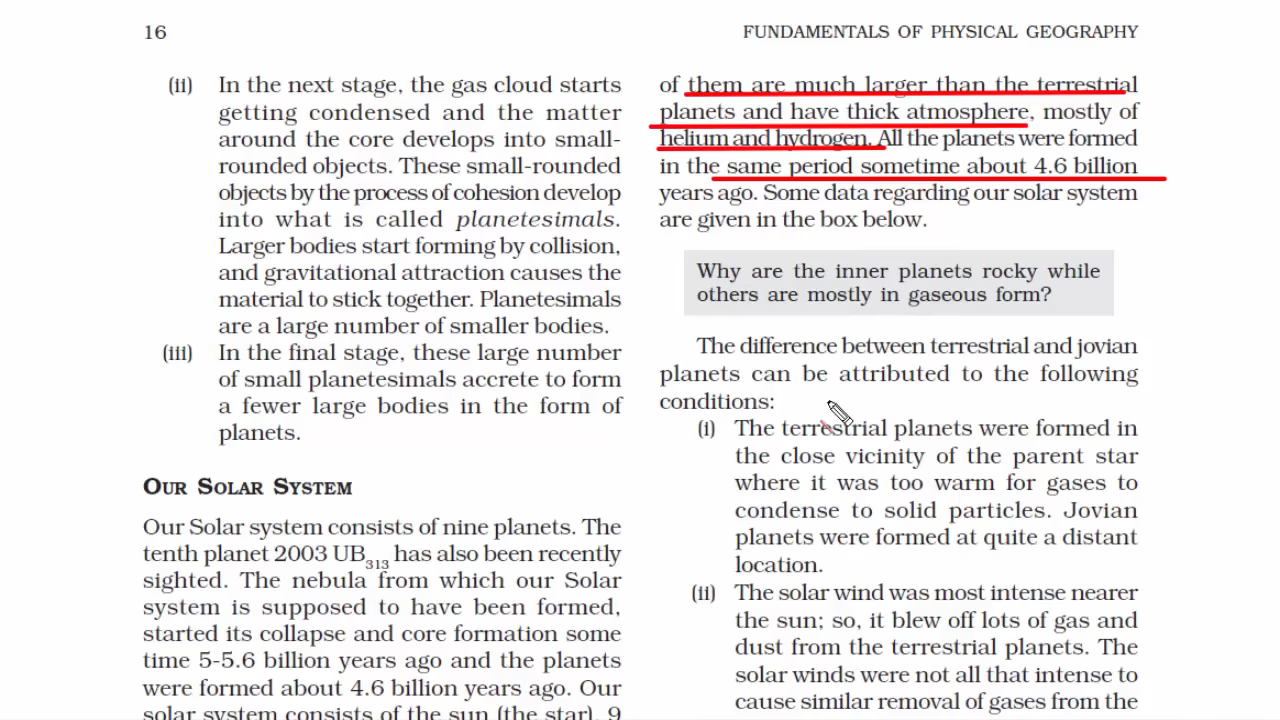 16
FUNDAMENTALS OF PHYSICAL GEOGRAPHY
(ii) In the next stage, the gas cloud starts
getting condensed and the matter
around the core develops into small-
rounded objects. These small-rounded
objects by the process of cohesion develop
into what is called planetesimals.
Larger bodies start forming by collision,
and gravitational attraction causes the
material to stick together. Planetesimals
are a large number of smaller bodies.
(iii) In the final stage, these large number
of small planetesimals accrete to form
a fewer large bodies in the form of
planets.
OUR SOLAR SYSTEM
Our Solar system consists of nine planets. The
tenth planet 2003 UB313 has also been recently
sighted. The nebula from which our Solar
system is supposed to have been formed,
started its collapse and core formation some
time 5-5.6 billion years ago and the planets
were formed about 4.6 billion years ago. Our
solar system consists of the sun (the star), 9
of them are much larger than the terrestrial
planets and have thick atmosphere, mostly of
helium and hydrogen. All the planets were formed
in the same period sometime about 4.6 billion
years ago. Some data regarding our solar system
are given in the box below.
Why are the inner planets rocky while
others are mostly in gaseous form?
The difference between terrestrial and jovian
planets can be attributed to the following
conditions:
(i) The terrestrial planets were formed in
the close vicinity of the parent star
where it was too warm for gases to
condense to solid particles. Jovian
planets were formed at quite a distant
location.
(ii) The solar wind was most intense nearer
the sun; so, it blew off lots of gas and
dust from the terrestrial planets. The
solar winds were not all that intense to
cause similar removal of gases from the